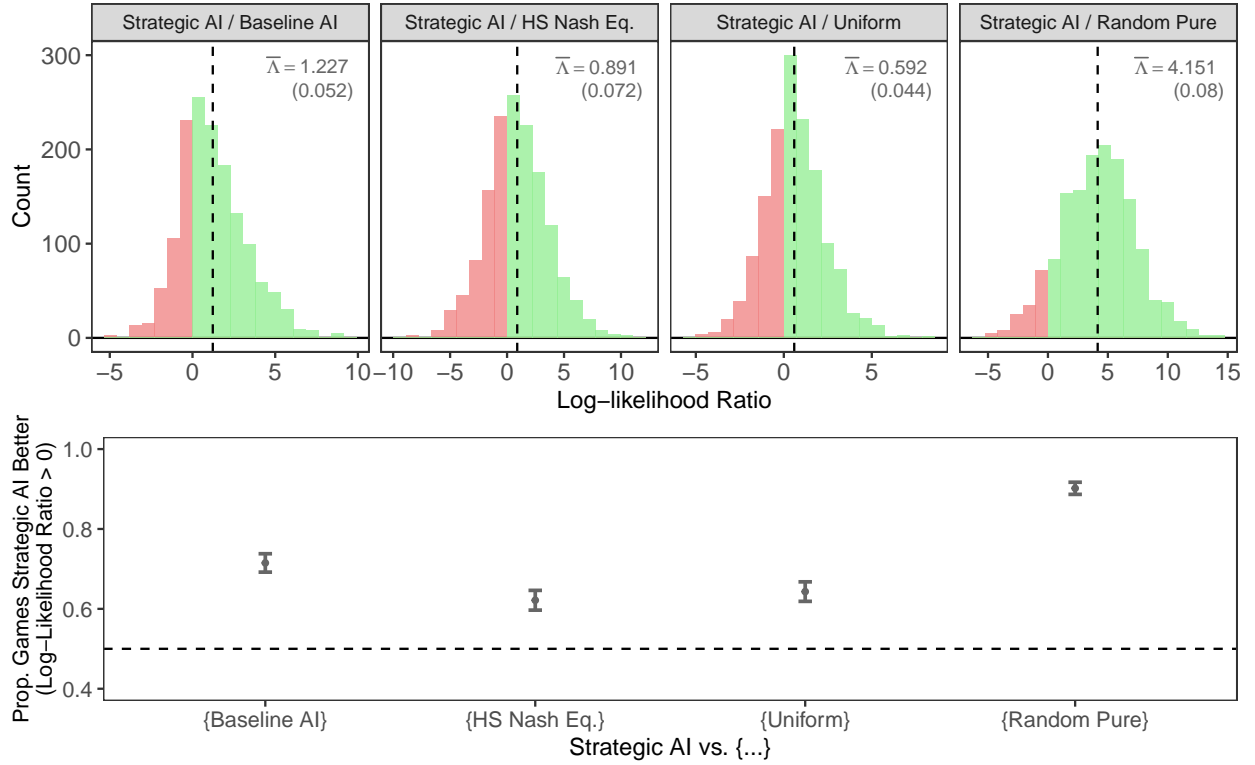 Strategic AI / Baseline AI
Strategic AI / HS Nash Eq.
Strategic AI / Uniform
Strategic AI / Random Pure
Λ̅ = 1.227
(0.052)
Λ̅ = 0.891
(0.072)
Λ̅ = 0.592
(0.044)
Λ̅ = 4.151
(0.08)
Count
300
200
100
0
−5 0 5 10
−10 −5 0 5 10
−5 0 5
−5 0 5 10 15
Log−likelihood Ratio
Prop. Games Strategic AI Better
(Log−Likelihood Ratio > 0)
1.0
0.8
0.6
0.4
{Baseline AI}
{HS Nash Eq.}
{Uniform}
{Random Pure}
Strategic AI vs. {...}